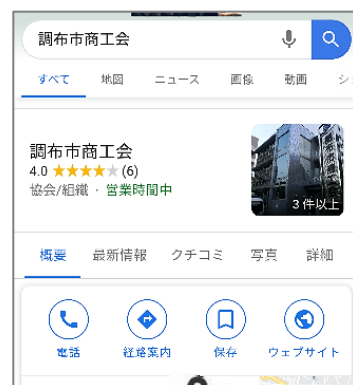 調布市商工会
すべて 地図 ニュース 画像 動画 シ
調布市商工会
4.0 ★★★★★ (6)
協会/組織 · 営業時間中
3 件以上
概要 最新情報 クチコミ 写真 詳細
電話 経路案内 保存 ウェブサイト